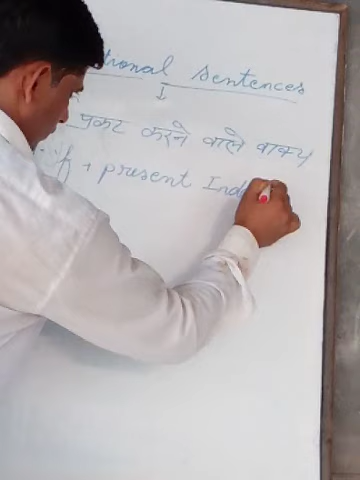 tional sentences
I
प्रकट करने वाले वाक्य
If + present Ind